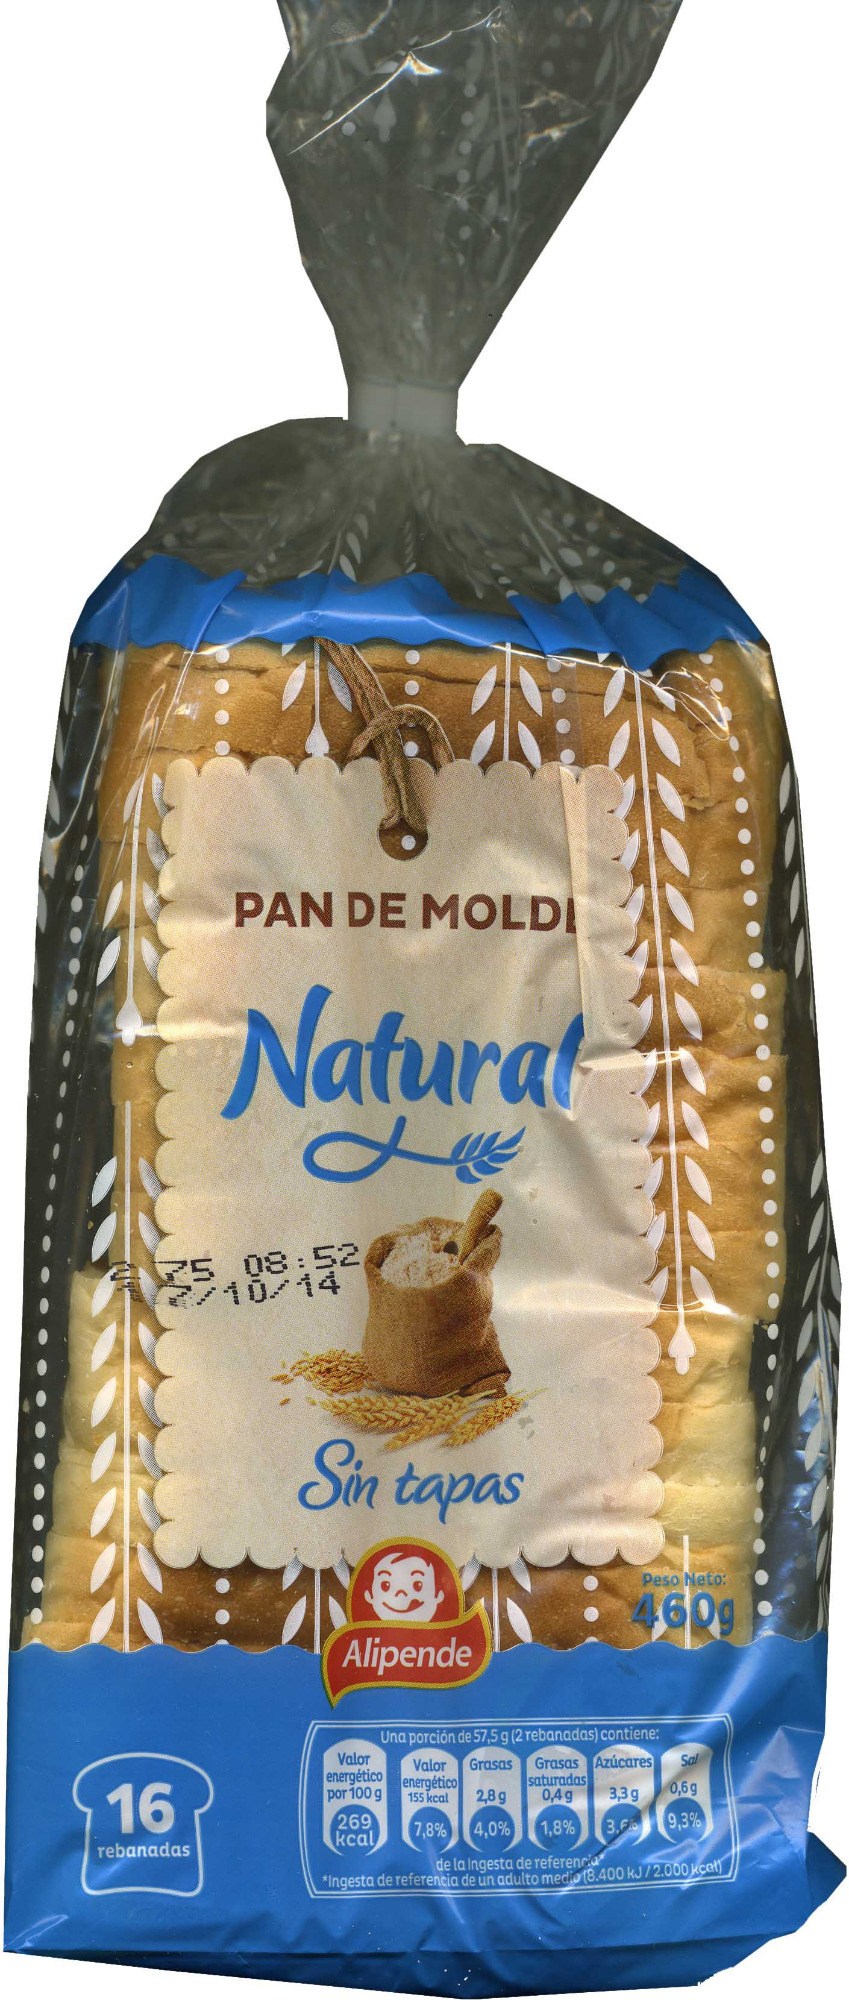 PAN DE MOLDE
Natural
75 08:52
/10/14
Sin tapas
Alipende
Peso Neto:
460g
16
rebanadas
Una porción de 57,5 g (2 rebanadas) contiene:
Valor energético por 100 g 269 kcal
Valor energético 155 kcal 7,8%
Grasas 2,8 g 4,0%
Grasas saturadas 0,4 g 1,8%
Azúcares 3,3 g 3,6%
Sal 0,6 g 9,3%
de la Ingesta de referencia*
*Ingesta de referencia de un adulto medio (8.400 kJ / 2.000 kcal)